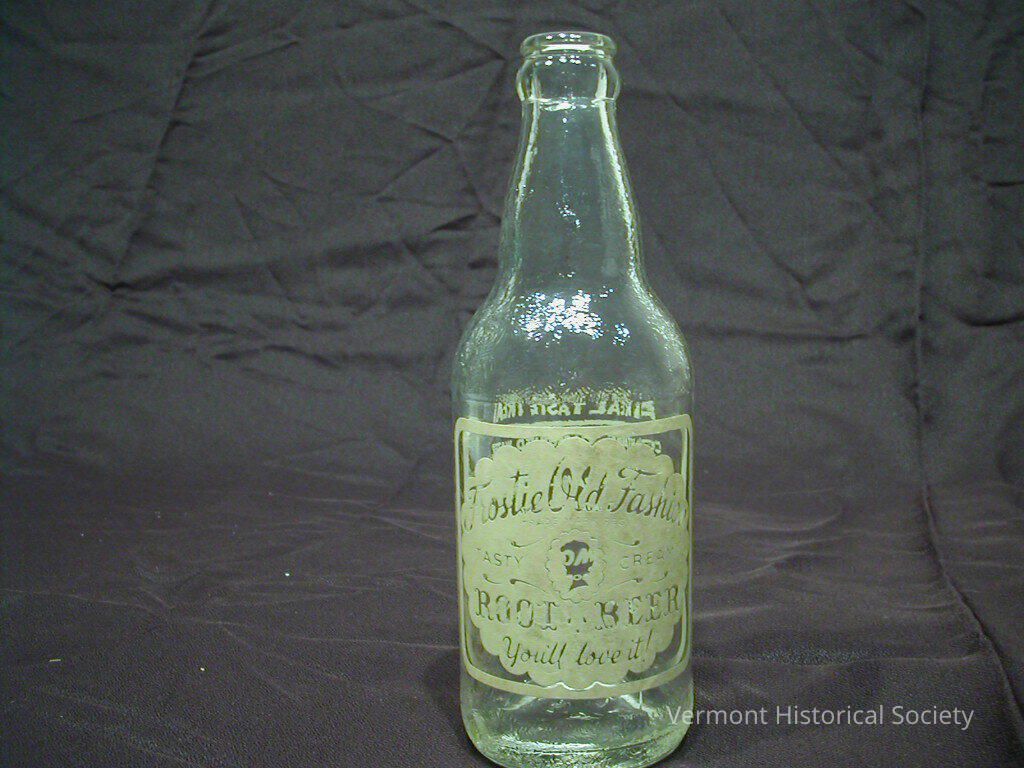 Frostie Old Fashion
TASTY CREAM
ROOT BEER
You'll love it!
Vermont Historical Society